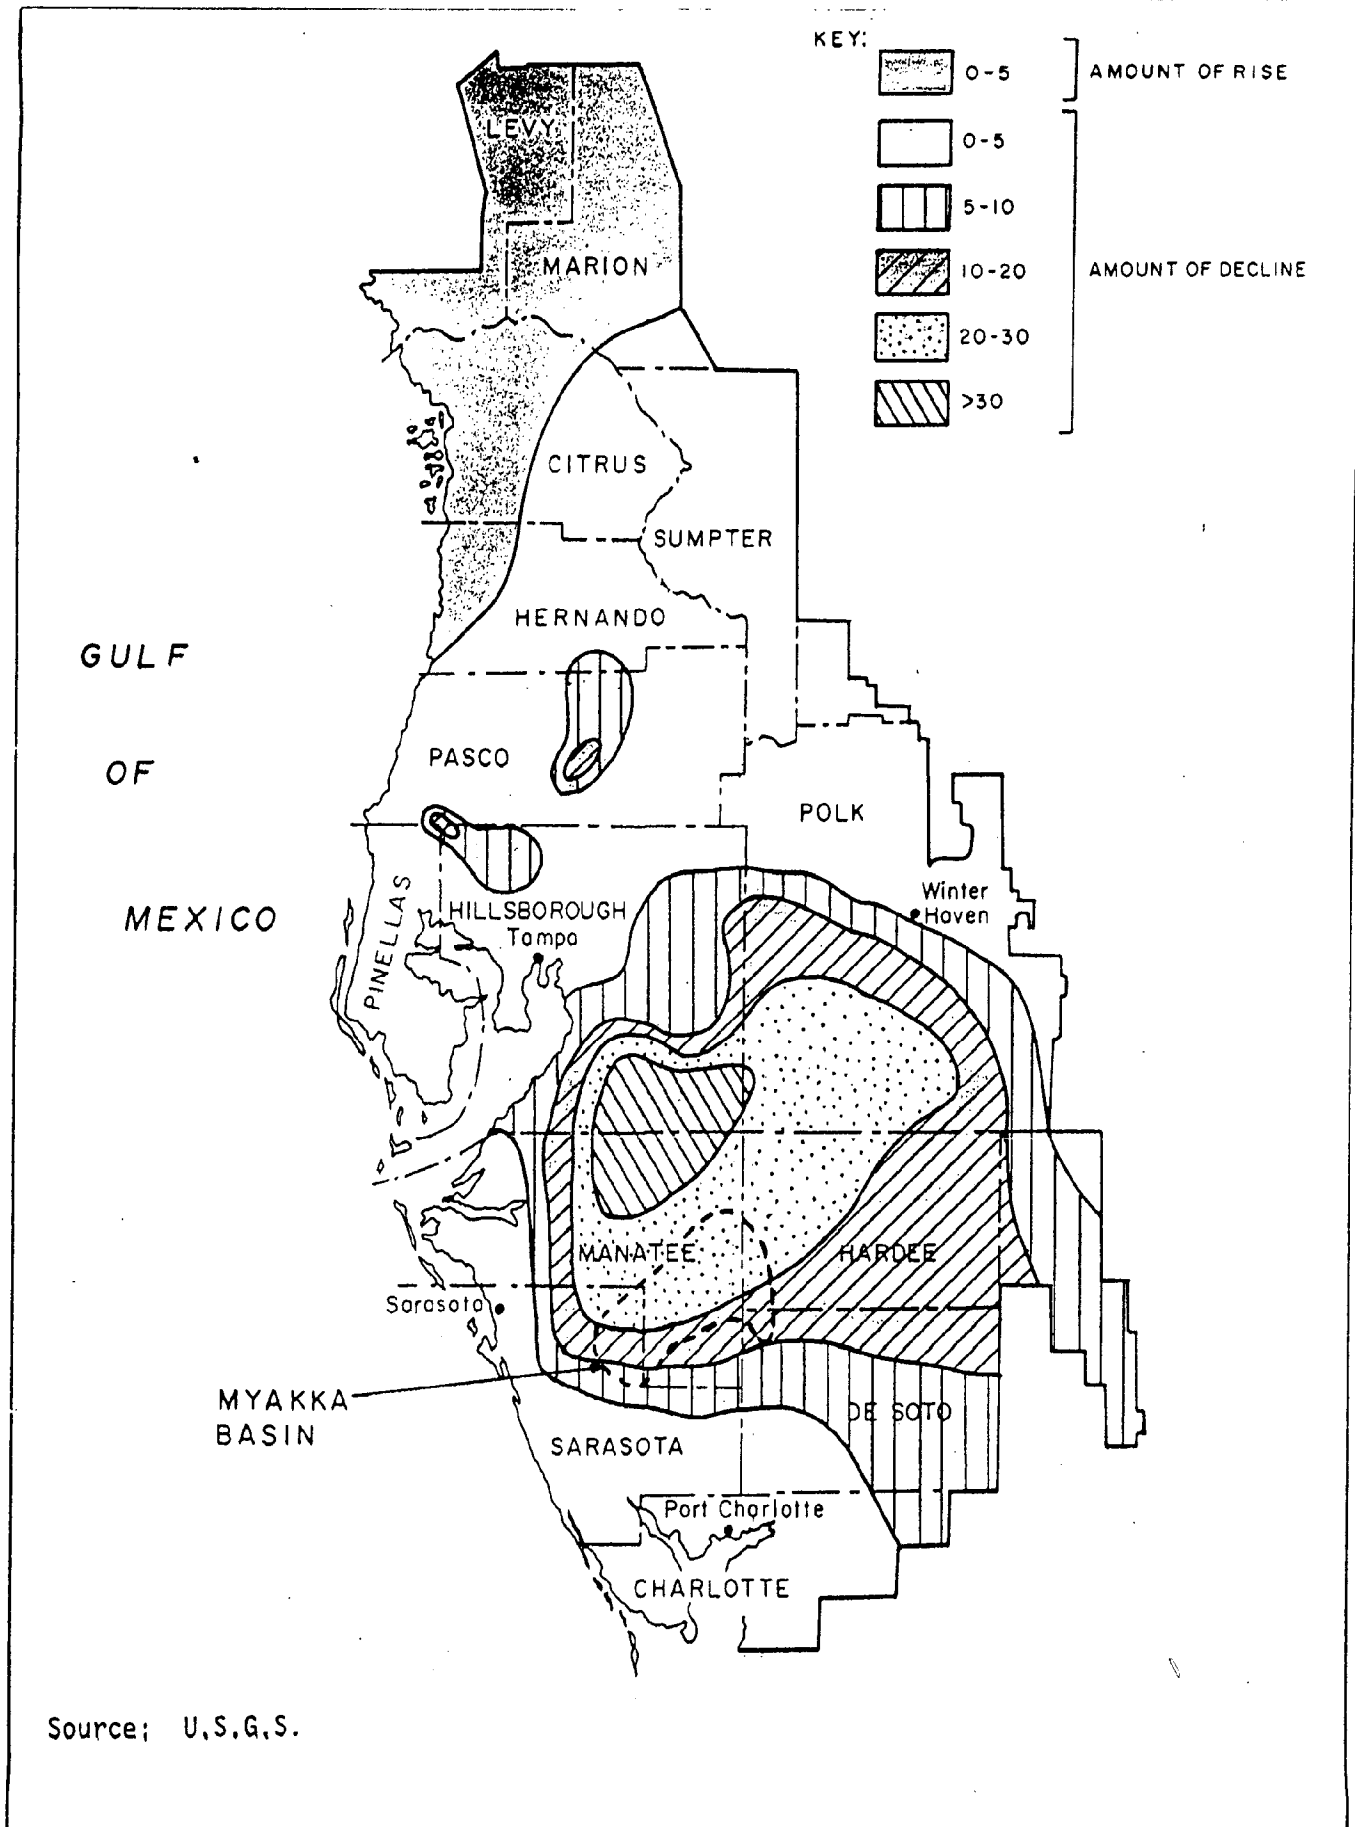 KEY:
0-5
AMOUNT OF RISE
0-5
5-10
10-20
AMOUNT OF DECLINE
20-30
>30
LEVY
MARION
CITRUS
SUMPTER
HERNANDO
GULF
OF
MEXICO
PASCO
POLK
Winter
Haven
PINELLAS
HILLSBOROUGH
Tampa
MANATEE
HARDEE
Sarasota
MYAKKA
BASIN
DE SOTO
SARASOTA
Port Charlotte
CHARLOTTE
Source; U.S.G.S.